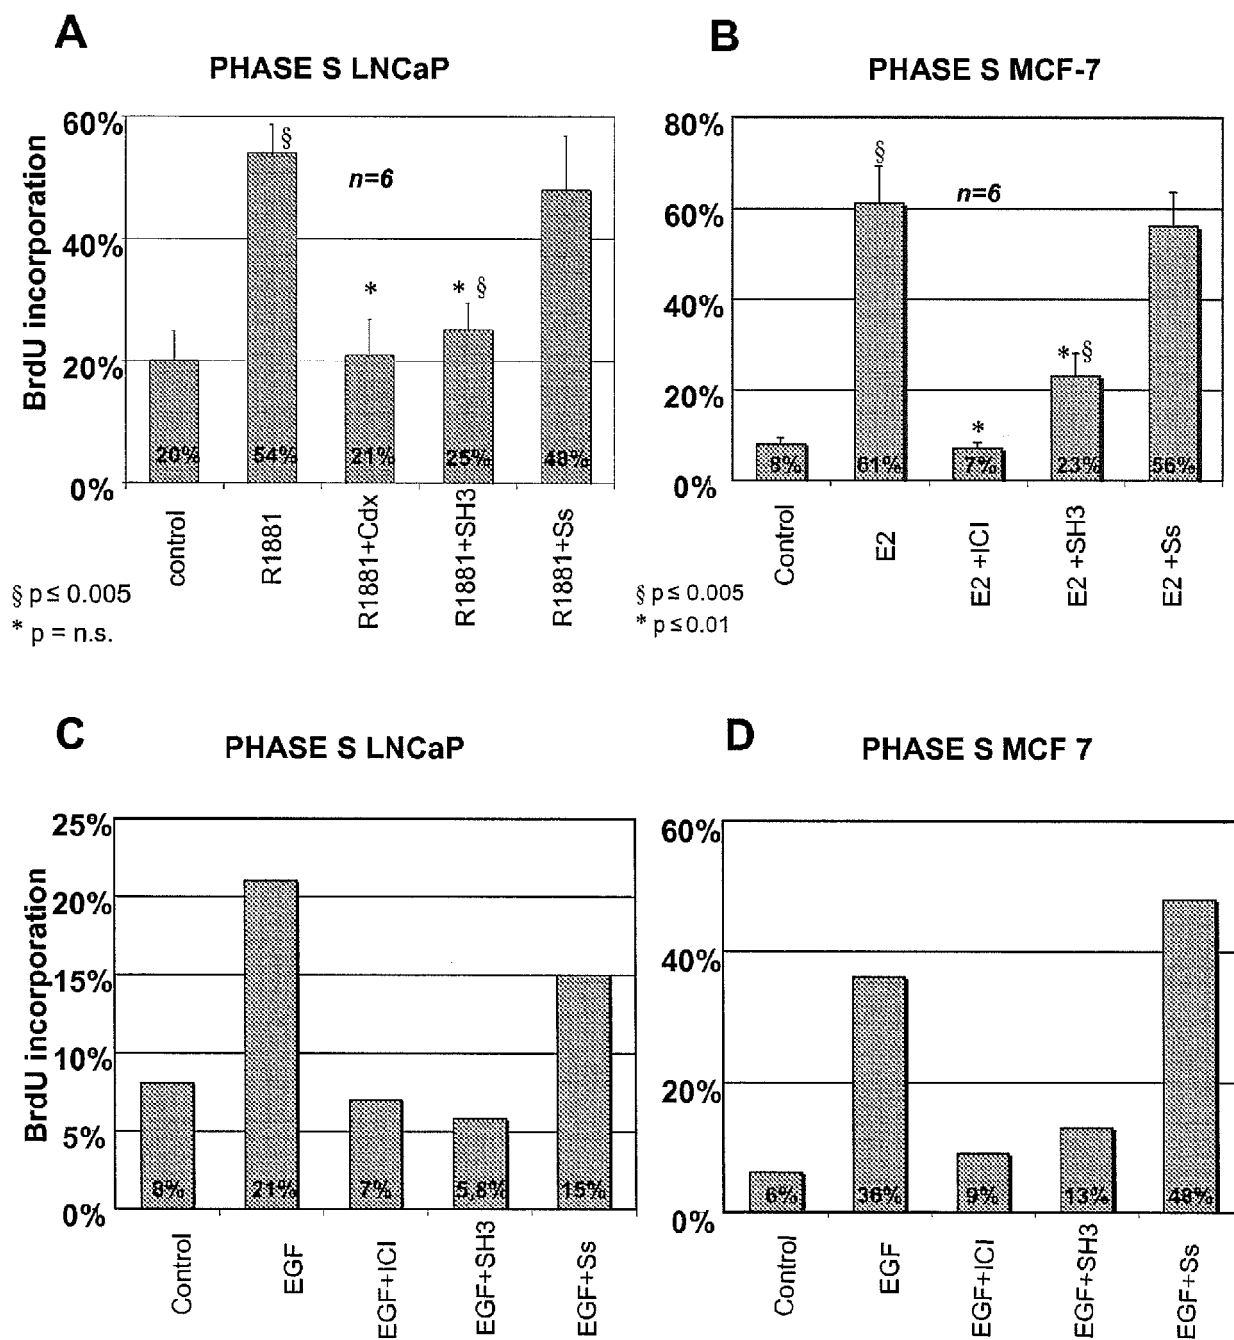 A
PHASE S LNCaP
BrdU incorporation
60%
40%
20%
0%
§
n=6
*
* §
20%
54%
21%
25%
48%
control
R1881
R1881+Cdx
R1881+SH3
R1881+Ss
§ p ≤ 0.005
* p = n.s.
B
PHASE S MCF-7
80%
60%
40%
20%
0%
§
n=6
*
* §
8%
61%
7%
23%
56%
Control
E2
E2 +ICI
E2 +SH3
E2 +Ss
§ p ≤ 0.005
* p ≤ 0.01
C
PHASE S LNCaP
BrdU incorporation
25%
20%
15%
10%
5%
0%
8%
21%
7%
5,8%
15%
Control
EGF
EGF+ICI
EGF+SH3
EGF+Ss
D
PHASE S MCF 7
60%
40%
20%
0%
6%
36%
9%
13%
48%
Control
EGF
EGF+ICI
EGF+SH3
EGF+Ss